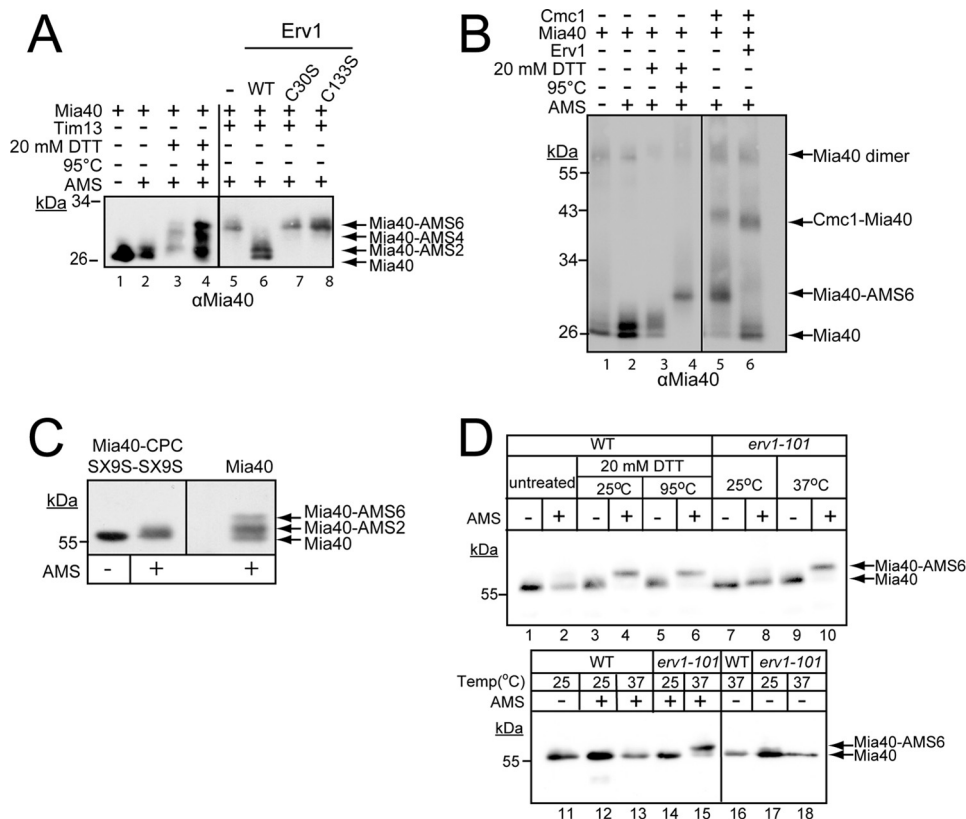 A
Erv1
- WT C30S C133S
Mia40 + + + + + + + +
Tim13 - - - - + + + +
20 mM DTT - - + + - - - -
95°C - - - + - - - -
AMS - + + + + + + +
kDa
34
26
Mia40-AMS6
Mia40-AMS4
Mia40-AMS2
Mia40
1 2 3 4 5 6 7 8
αMia40
B
Cmc1 - - - - + +
Mia40 + + + + + +
Erv1 - - - - - +
20 mM DTT - - + + - -
95°C - - - + - -
AMS - + + + + +
kDa
55
43
34
26
Mia40 dimer
Cmc1-Mia40
Mia40-AMS6
Mia40
1 2 3 4 5 6
αMia40
C
Mia40-CPC
SX9S-SX9S
Mia40
kDa
55
Mia40-AMS6
Mia40-AMS2
Mia40
AMS - + +
D
WT erv1-101
20 mM DTT
untreated 25°C 95°C 25°C 37°C
AMS - + - + - + - + - +
kDa
55
Mia40-AMS6
Mia40
1 2 3 4 5 6 7 8 9 10
WT erv1-101 WT erv1-101
Temp(°C) 25 25 37 25 37 37 25 37
AMS - + + + + - - -
kDa
55
Mia40-AMS6
Mia40
11 12 13 14 15 16 17 18